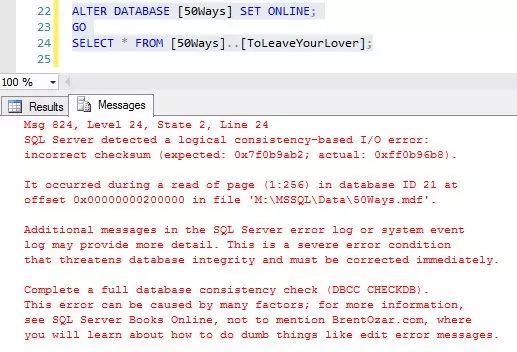 22 ALTER DATABASE [50Ways] SET ONLINE;
23 GO
24 SELECT * FROM [50Ways]..[ToLeaveYourLover];
25
100 %
Results Messages
Msg 824, Level 24, State 2, Line 24
SQL Server detected a logical consistency-based I/O error:
incorrect checksum (expected: 0x7f0b9ab2; actual: 0xff0b96b8).
It occurred during a read of page (1:256) in database ID 21 at
offset 0x00000000200000 in file 'M:\MSSQL\Data\50Ways.mdf'.
Additional messages in the SQL Server error log or system event
log may provide more detail. This is a severe error condition
that threatens database integrity and must be corrected immediately.
Complete a full database consistency check (DBCC CHECKDB).
This error can be caused by many factors; for more information,
see SQL Server Books Online, not to mention BrentOzar.com, where
you will learn about how to do dumb things like edit error messages.